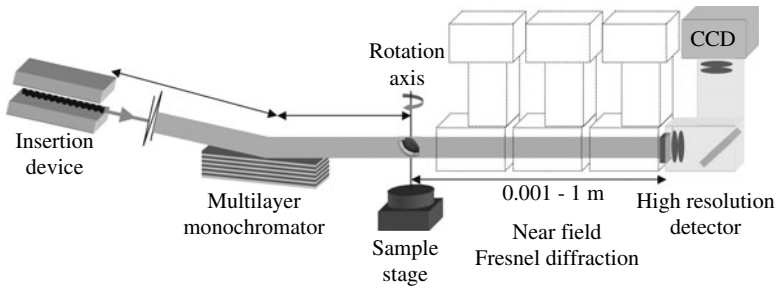 CCD
Rotation
axis
Insertion
device
Multilayer
monochromator
0.001 - 1 m
High resolution
detector
Near field
Fresnel diffraction
Sample
stage